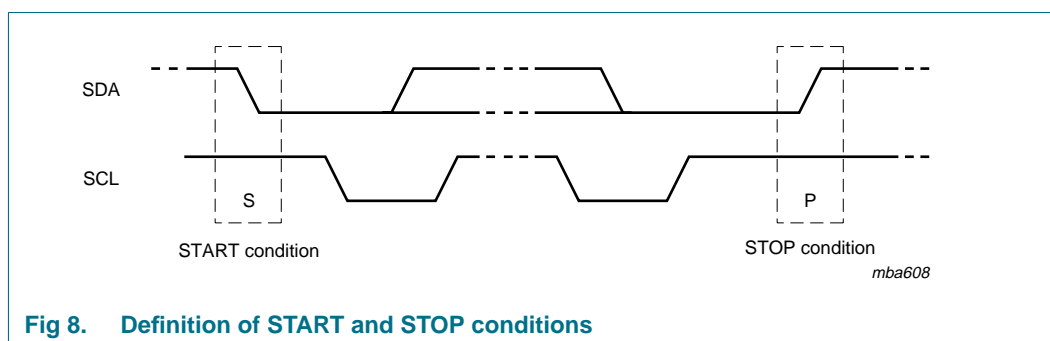 SDA
SCL
S
P
START condition
STOP condition
mba608
Fig 8. Definition of START and STOP conditions